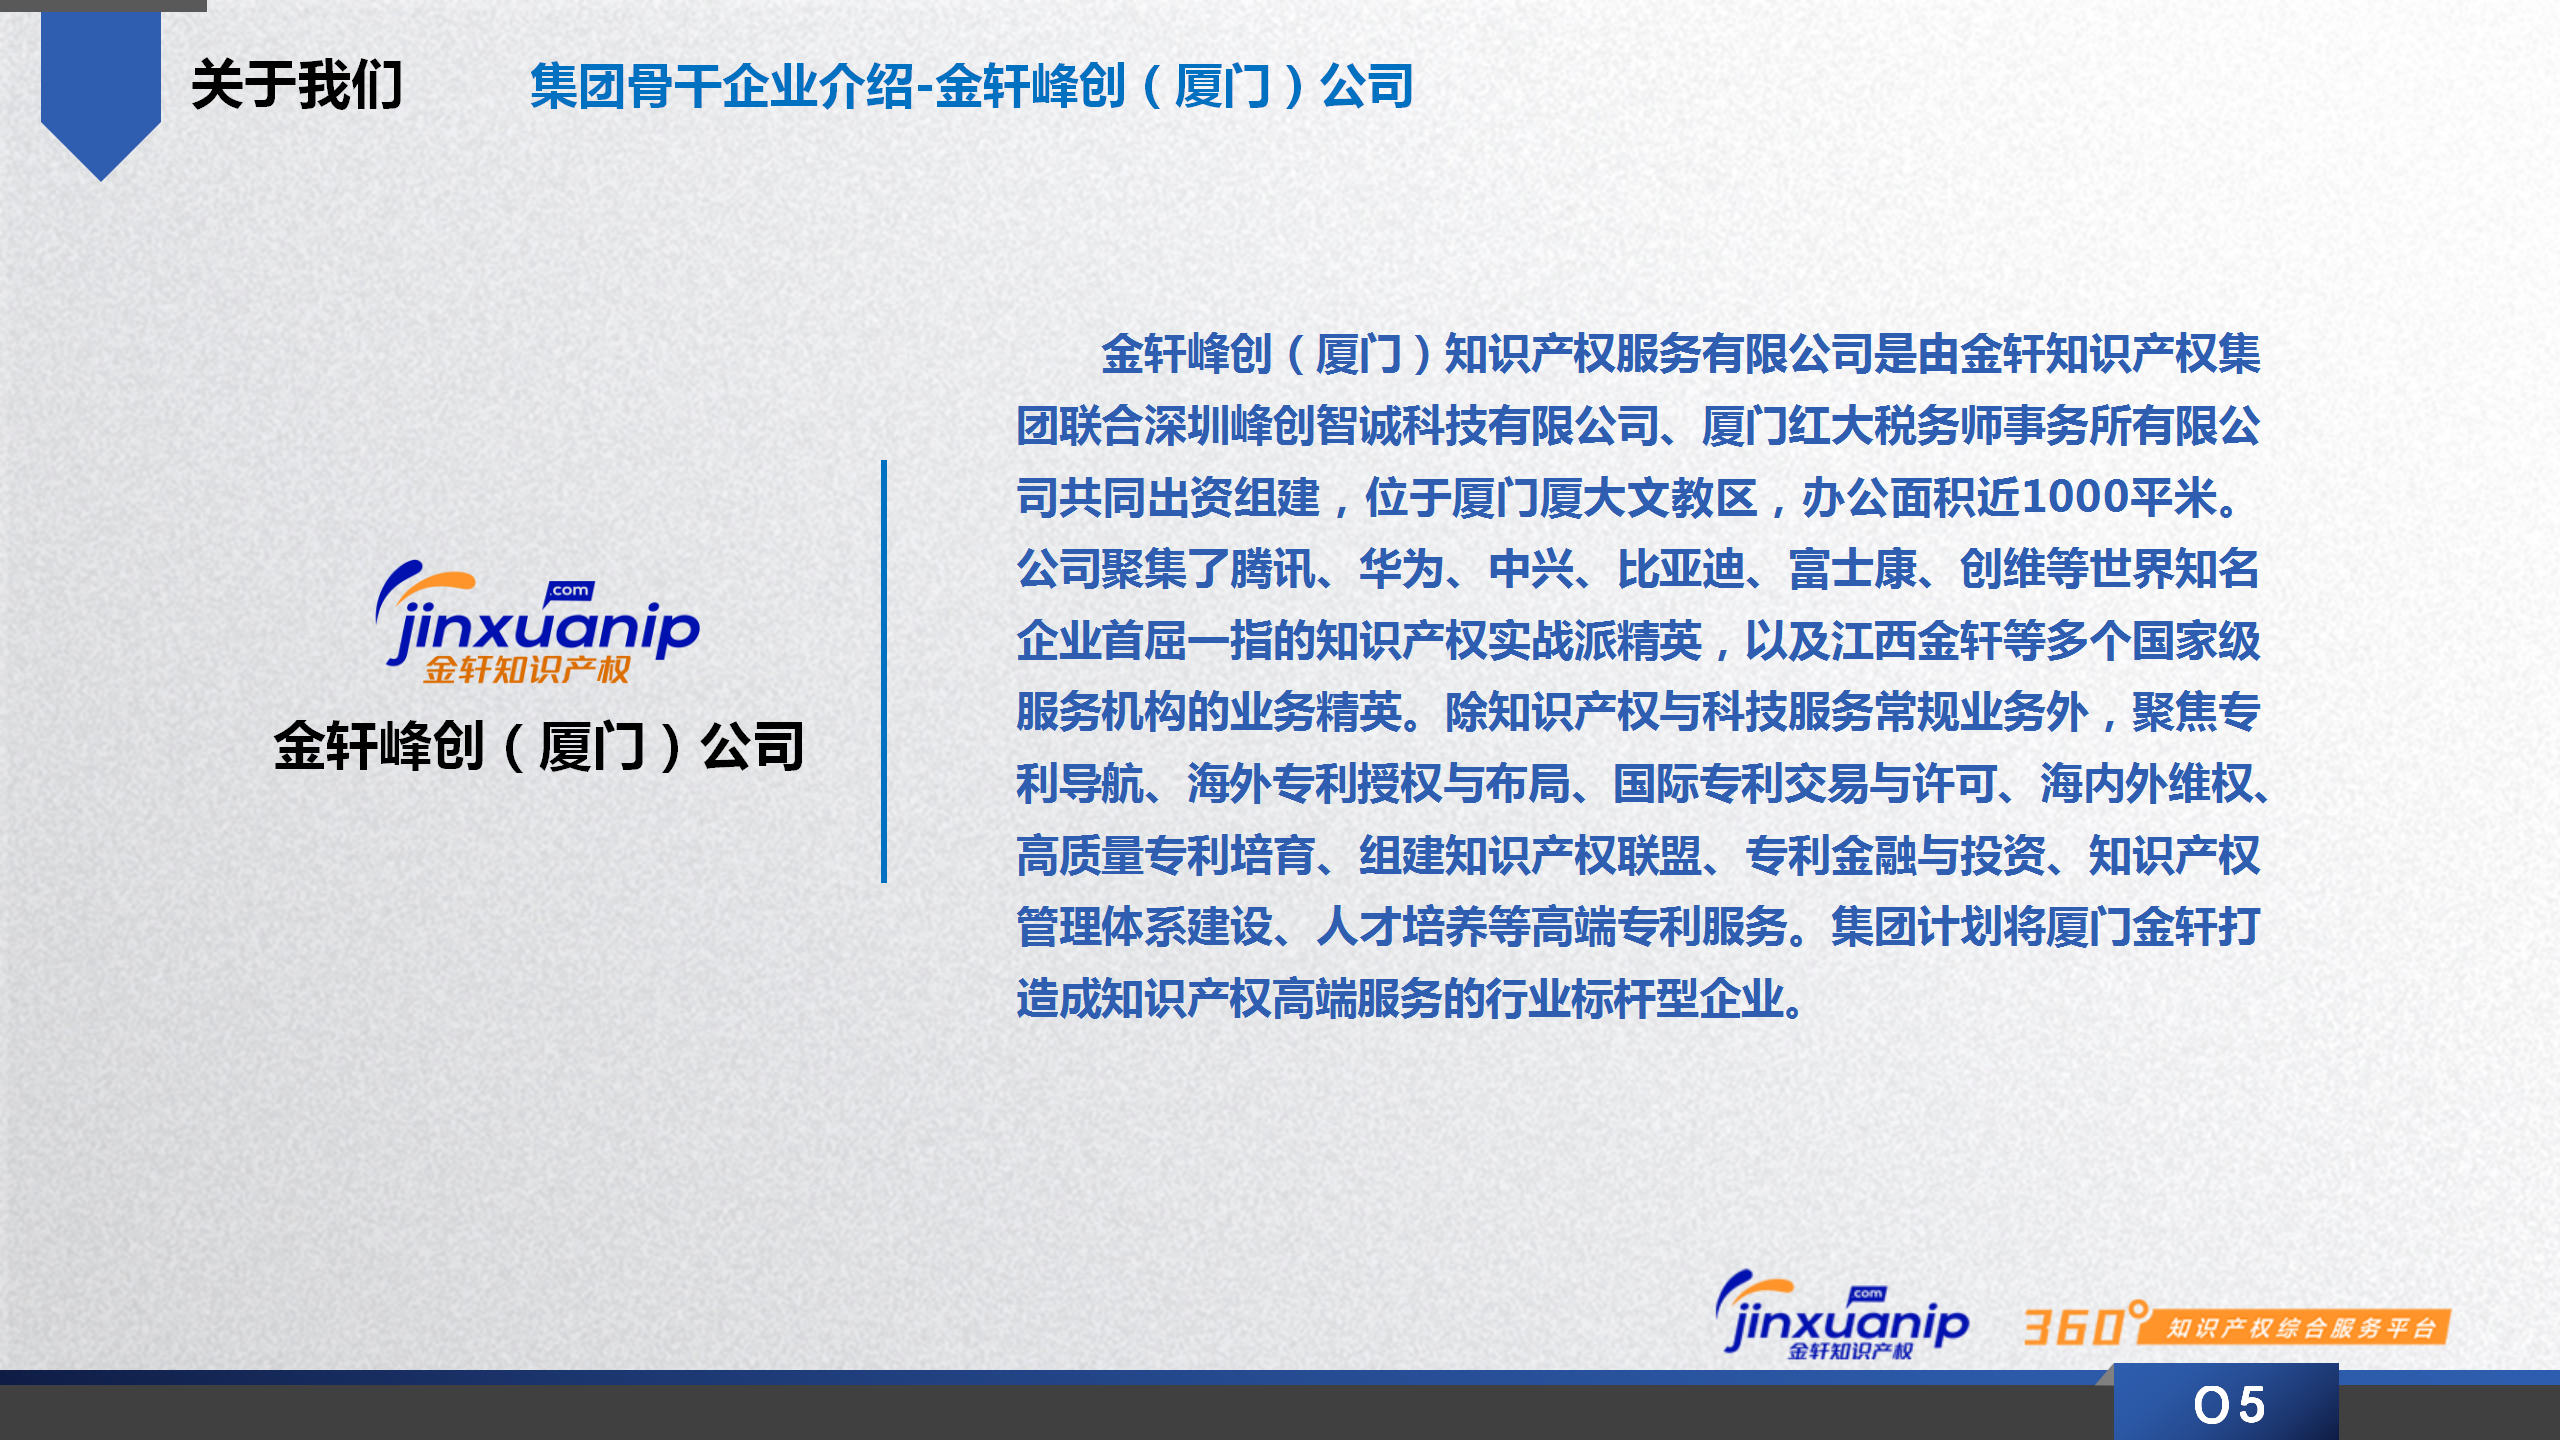 关于我们
集团骨干企业介绍-金轩峰创（厦门）公司
.com
jinxuanip
金轩知识产权
金轩峰创（厦门）公司
金轩峰创（厦门）知识产权服务有限公司是由金轩知识产权集
团联合深圳峰创智诚科技有限公司、厦门红大税务师事务所有限公
司共同出资组建，位于厦门厦大文教区，办公面积近1000平米。
公司聚集了腾讯、华为、中兴、比亚迪、富士康、创维等世界知名
企业首屈一指的知识产权实战派精英，以及江西金轩等多个国家级
服务机构的业务精英。除知识产权与科技服务常规业务外，聚焦专
利导航、海外专利授权与布局、国际专利交易与许可、海内外维权、
高质量专利培育、组建知识产权联盟、专利金融与投资、知识产权
管理体系建设、人才培养等高端专利服务。集团计划将厦门金轩打
造成知识产权高端服务的行业标杆型企业。
.com
jinxuanip
金轩知识产权
360° 知识产权综合服务平台
05